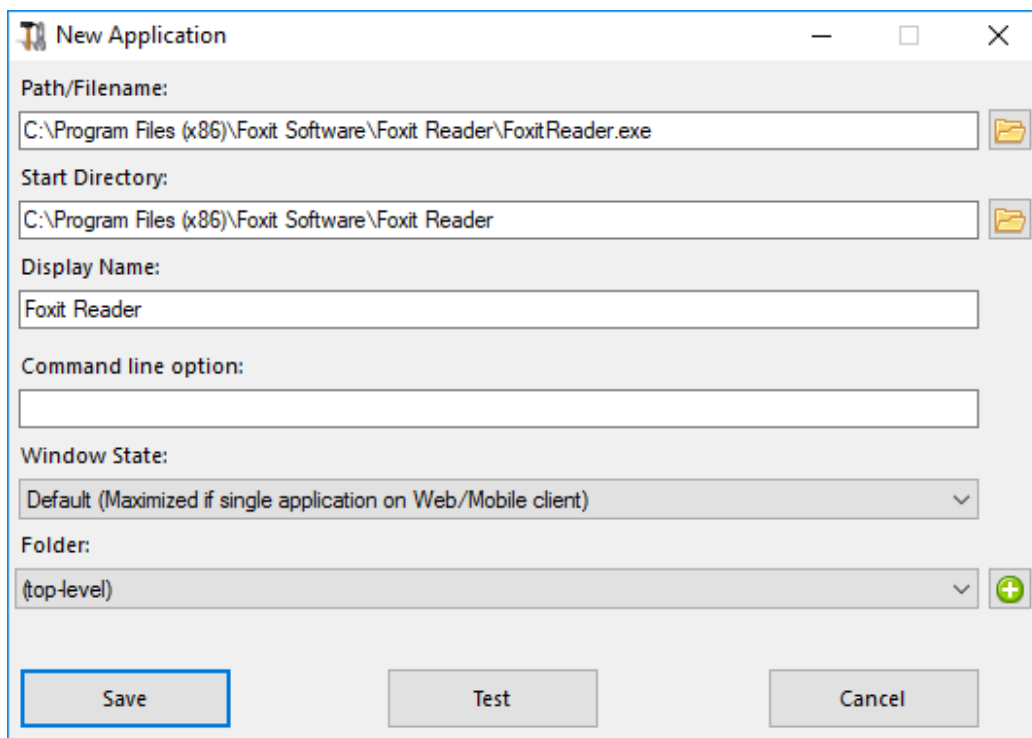 New Application
Path/Filename:
C:\Program Files (x86)\Foxit Software\Foxit Reader\FoxitReader.exe
Start Directory:
C:\Program Files (x86)\Foxit Software\Foxit Reader
Display Name:
Foxit Reader
Command line option:
Window State:
Default (Maximized if single application on Web/Mobile client)
Folder:
(top-level)
Save Test Cancel